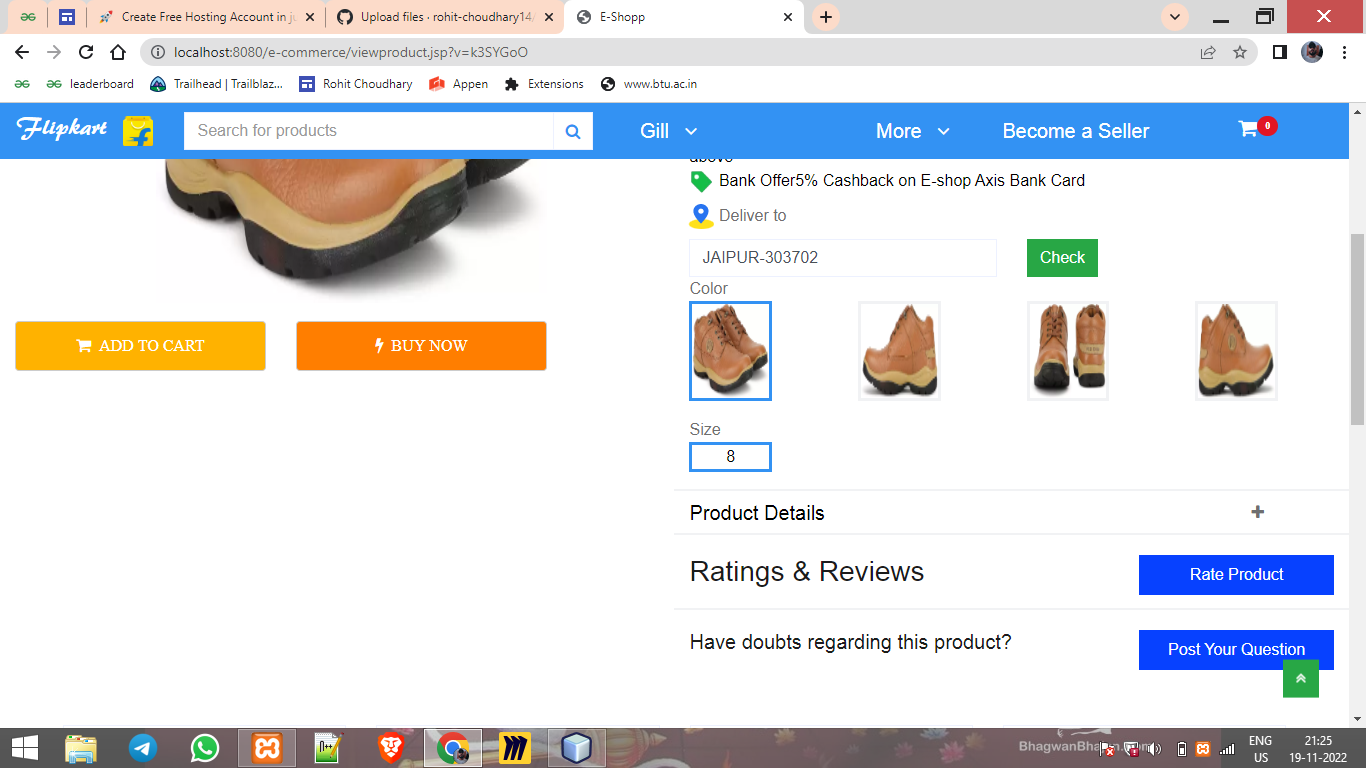 Create Free Hosting Account in ju
Upload files · rohit-choudhary14/
E-Shopp
localhost:8080/e-commerce/viewproduct.jsp?v=k3SYGoO
leaderboard
Trailhead | Trailblaz...
Rohit Choudhary
Appen
Extensions
www.btu.ac.in
Flipkart
Search for products
Gill
More
Become a Seller
0
above
Bank Offer5% Cashback on E-shop Axis Bank Card
Deliver to
JAIPUR-303702
Check
Color
ADD TO CART
BUY NOW
Size
8
Product Details
Ratings & Reviews
Rate Product
Have doubts regarding this product?
Post Your Question
ENG
US
21:25
19-11-2022